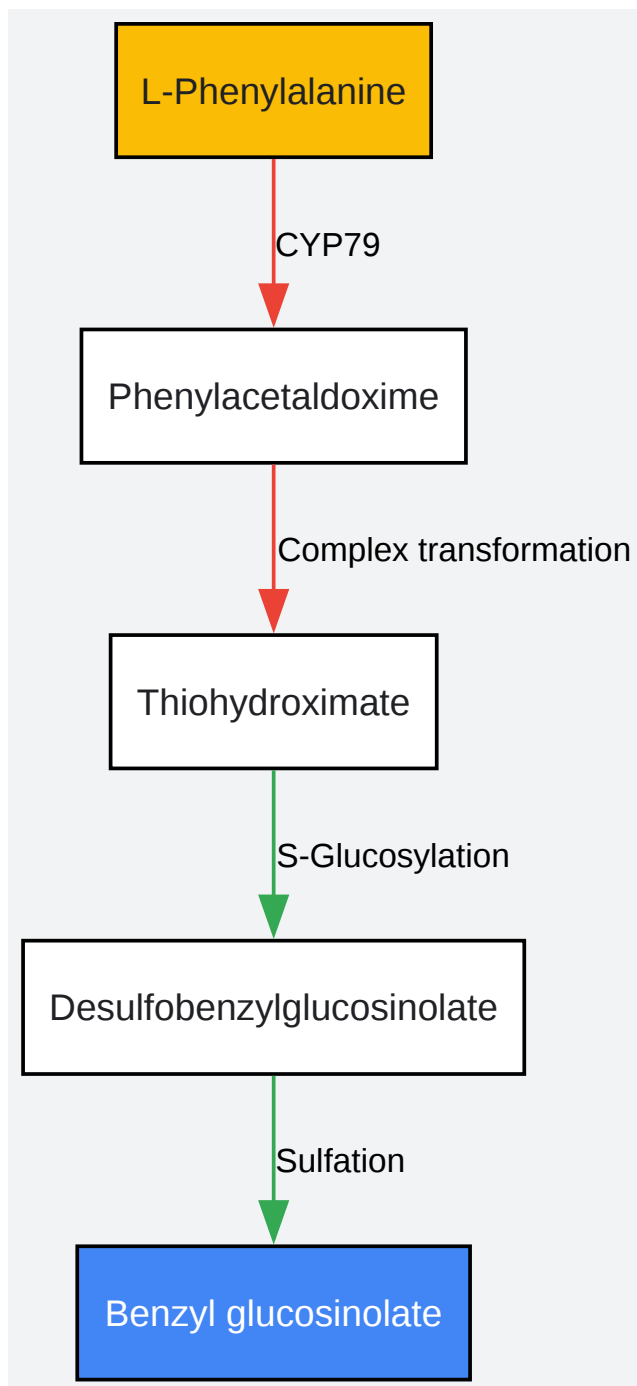 L-Phenylalanine
CYP79
Phenylacetaldoxime
Complex transformation
Thiohydroximate
S-Glucosylation
Desulfobenzylglucosinolate
Sulfation
Benzyl glucosinolate